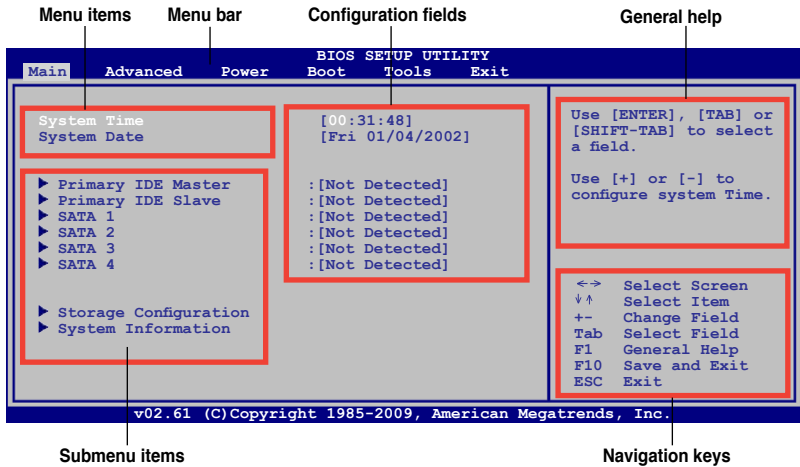 Menu items Menu bar Configuration fields General help
BIOS SETUP UTILITY
Main Advanced Power Boot Tools Exit
System Time [00:31:48]
System Date [Fri 01/04/2002]
Primary IDE Master :[Not Detected]
Primary IDE Slave :[Not Detected]
SATA 1 :[Not Detected]
SATA 2 :[Not Detected]
SATA 3 :[Not Detected]
SATA 4 :[Not Detected]
Storage Configuration
System Information
Use [ENTER], [TAB] or
[SHIFT-TAB] to select
a field.
Use [+] or [-] to
configure system Time.
←→ Select Screen
↓↑ Select Item
+- Change Field
Tab Select Field
F1 General Help
F10 Save and Exit
ESC Exit
v02.61 (C)Copyright 1985-2009, American Megatrends, Inc.
Submenu items Navigation keys